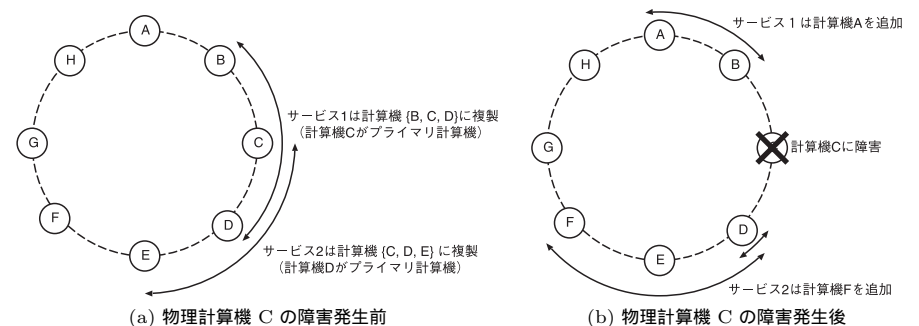 A
B
C
D
E
F
G
H
サービス1は計算機 {B, C, D}に複製
（計算機Cがプライマリ計算機）
サービス2は計算機 {C, D, E} に複製
（計算機Dがプライマリ計算機）
(a) 物理計算機 C の障害発生前
サービス1は計算機Aを追加
A
B
計算機Cに障害
D
E
F
G
H
サービス2は計算機Fを追加
(b) 物理計算機 C の障害発生後